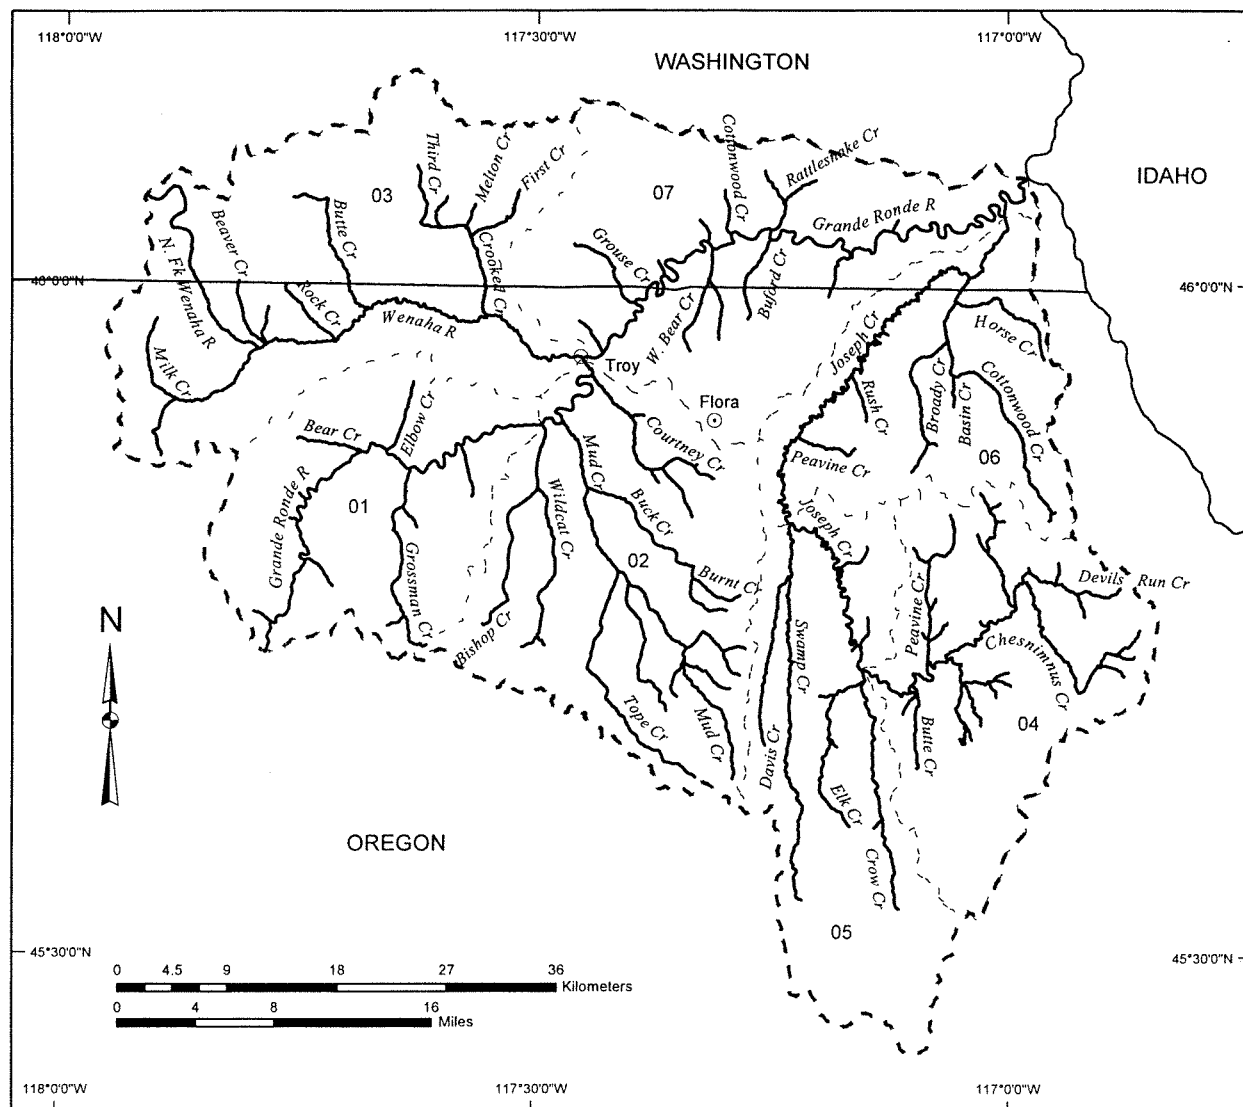 118°0'0"W
117°30'0"W
117°0'0"W
WASHINGTON
IDAHO
OREGON
03
07
Third Cr
Melton Cr
First Cr
Cottonwood Cr
Rattleshake Cr
Grande Ronde R
N. Fk Wenaha R
Beaver Cr
Butte Cr
Rock Cr
Crooked Cr
Grouse Cr
Buford Cr
W. Bear Cr
46°0'0"N
46°0'0"N
Wenaha R
Milk Cr
Troy
Flora
Joseph Cr
Horse Cr
Rush Cr
Broady Cr
Basin Cr
Cottonwood Cr
06
Bear Cr
Elbow Cr
Courtney Cr
Peavine Cr
Grande Ronde R
01
Grossman Cr
Bishop Cr
Wildcat Cr
Mud Cr
Buck Cr
02
Burnt Cr
Joseph Cr
Peavine Cr
Devils Run Cr
Chesnimnus Cr
04
Swamp Cr
Tope Cr
Mud Cr
Davis Cr
Butte Cr
Elk Cr
Crow Cr
05
N
45°30'0"N
45°30'0"N
0 4.5 9 18 27 36
Kilometers
0 4 8 16
Miles
118°0'0"W
117°30'0"W
117°0'0"W